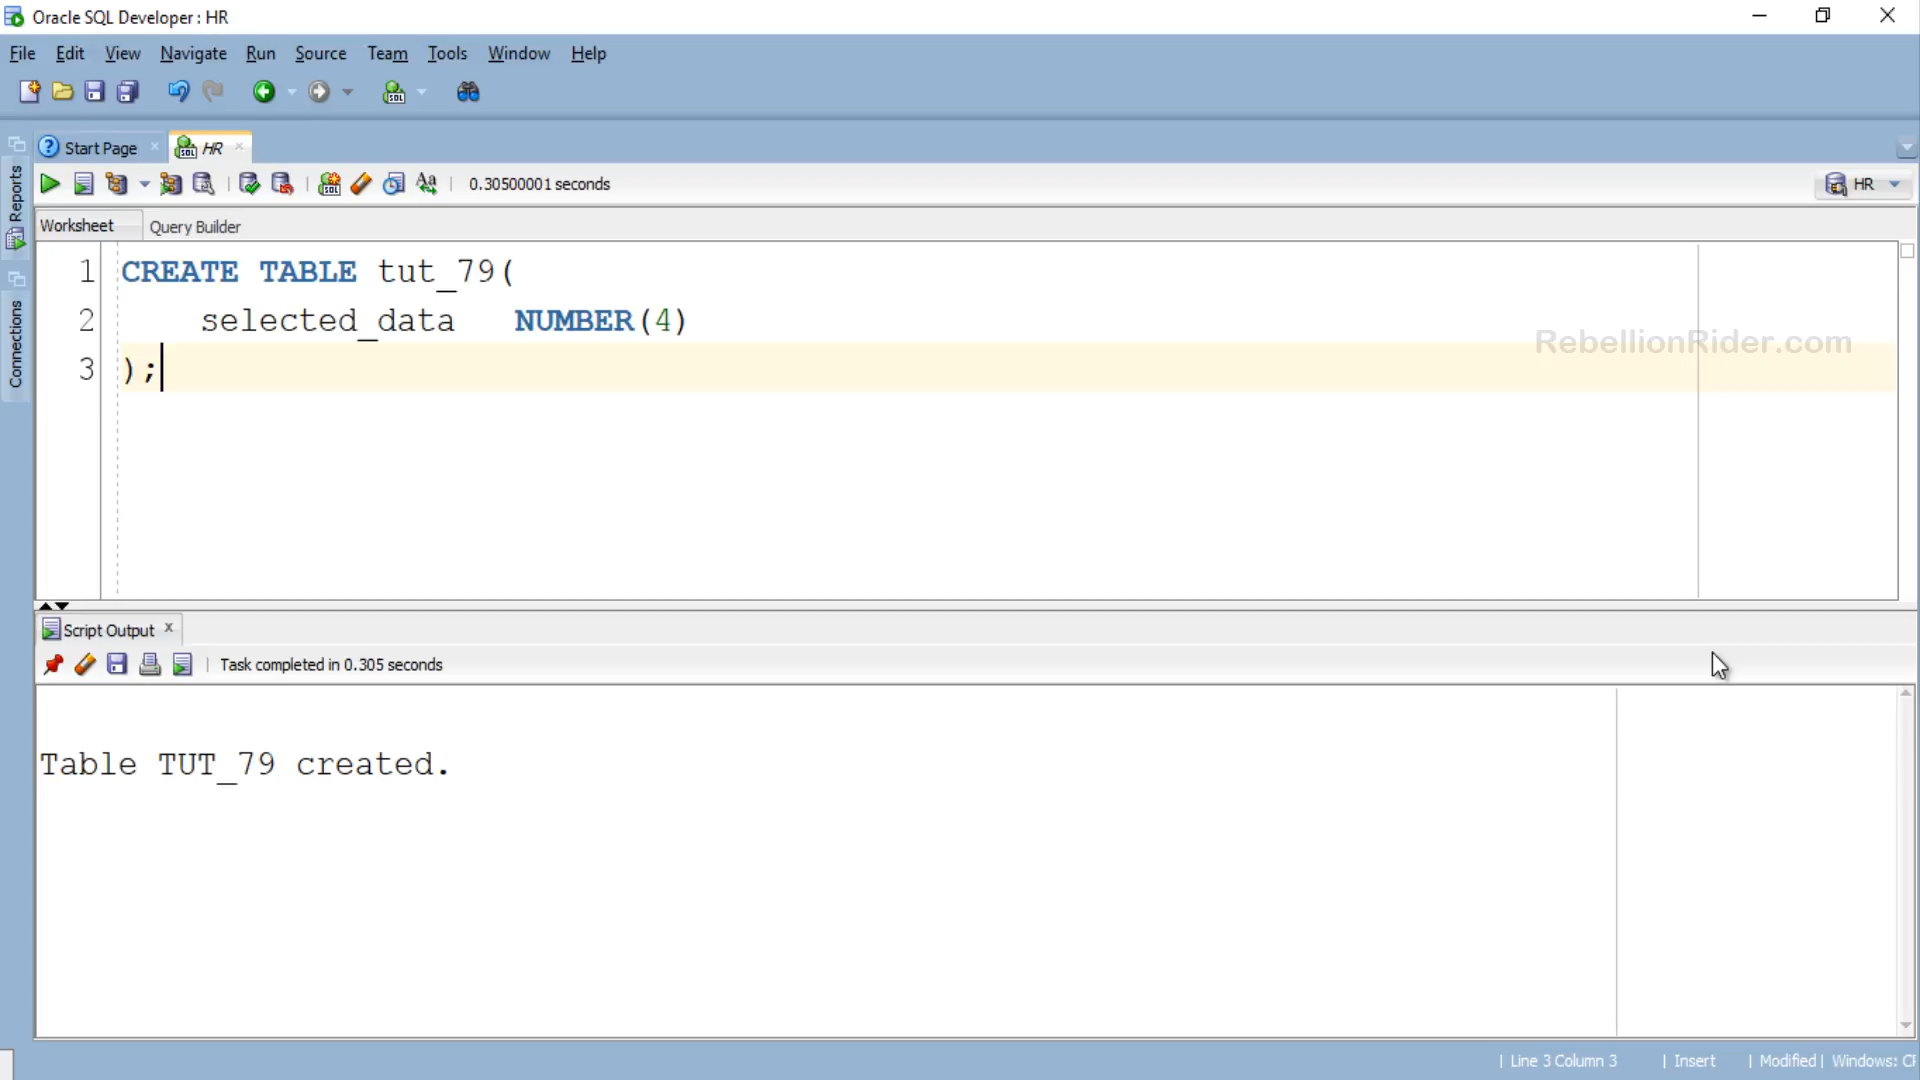 Oracle SQL Developer : HR
File Edit View Navigate Run Source Team Tools Window Help
Start Page HR
0.30500001 seconds
HR
Reports
Connections
Worksheet Query Builder
1 CREATE TABLE tut_79(
2 selected_data NUMBER(4)
3 );
RebellionRider.com
Script Output
Task completed in 0.305 seconds
Table TUT_79 created.
| Line 3 Column 3 | Insert | Modified | Windows: CF